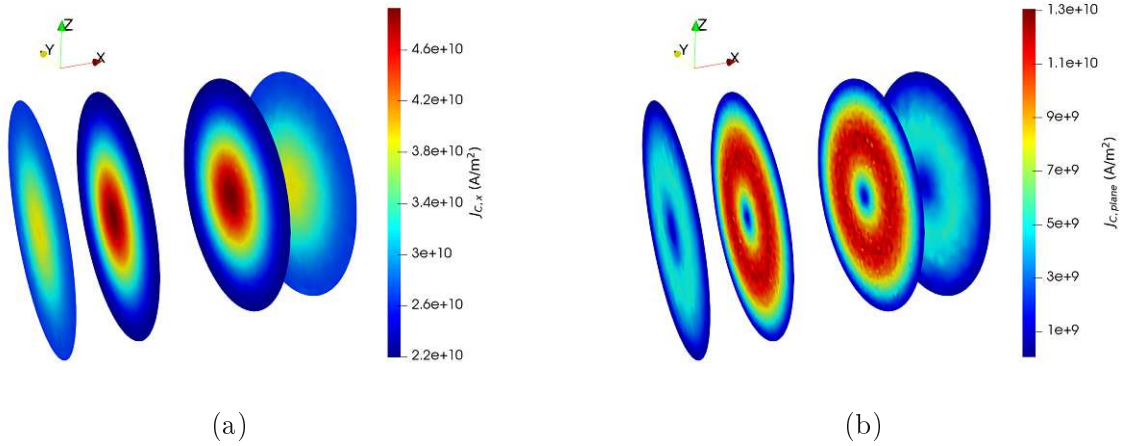 Z
Y
X
4.6e+10
4.2e+10
3.8e+10
3.4e+10
3e+10
2.6e+10
2.2e+10
J_{C,x} (A/m²)
(a)
Z
Y
X
1.3e+10
1.1e+10
9e+9
7e+9
5e+9
3e+9
1e+9
J_{C,plane} (A/m²)
(b)